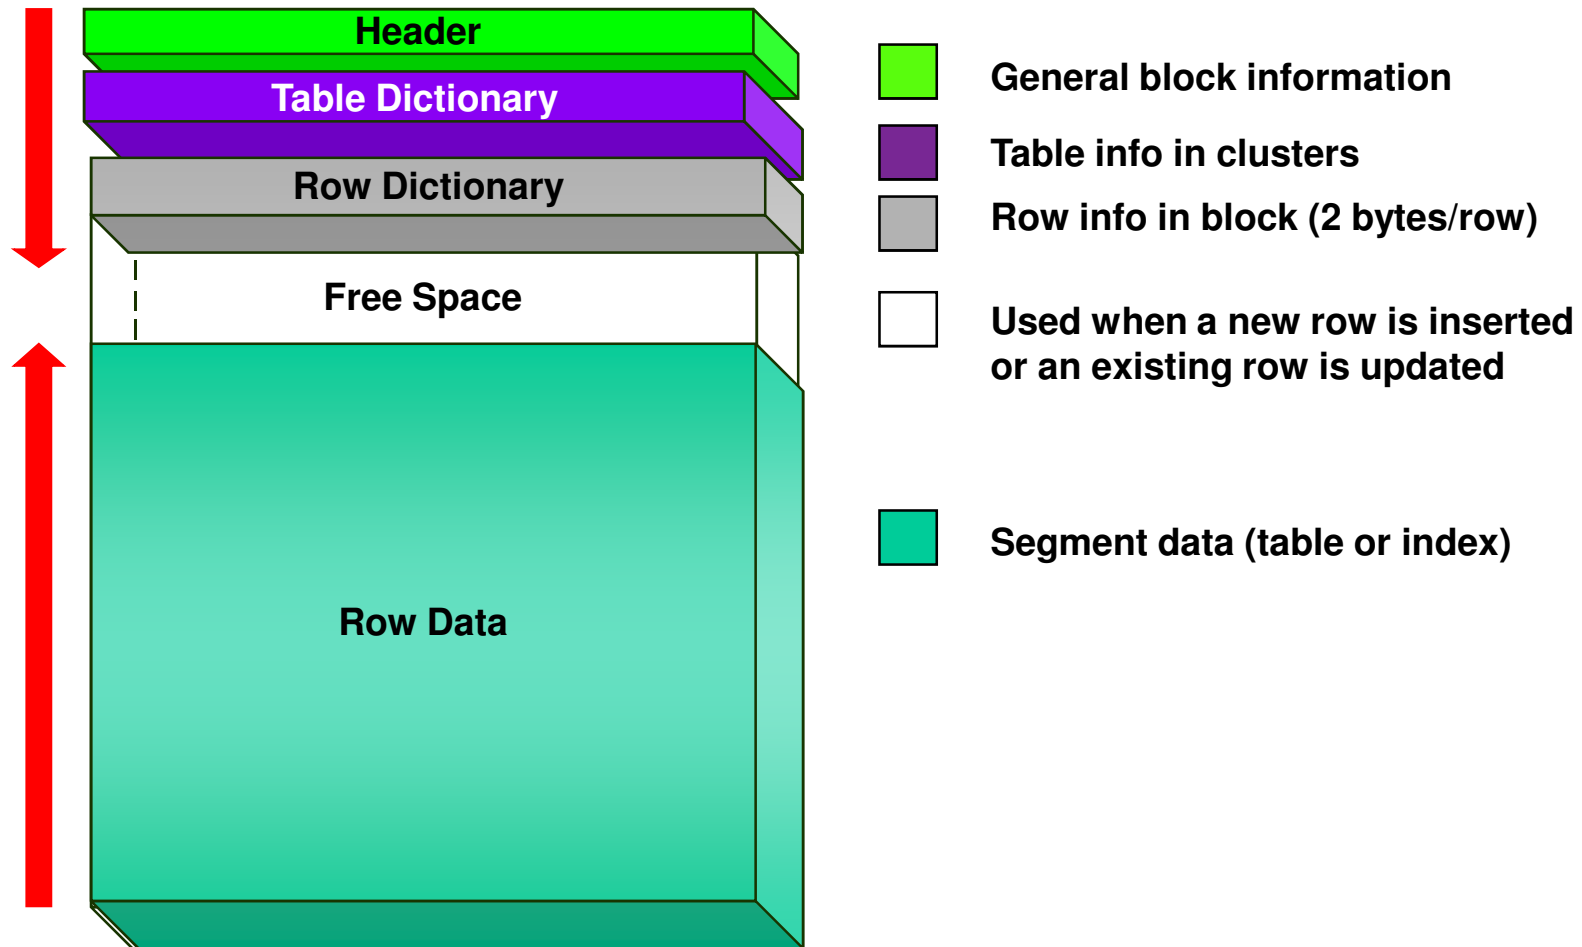 Header
Table Dictionary
Row Dictionary
Free Space
Row Data
General block information
Table info in clusters
Row info in block (2 bytes/row)
Used when a new row is inserted
or an existing row is updated
Segment data (table or index)